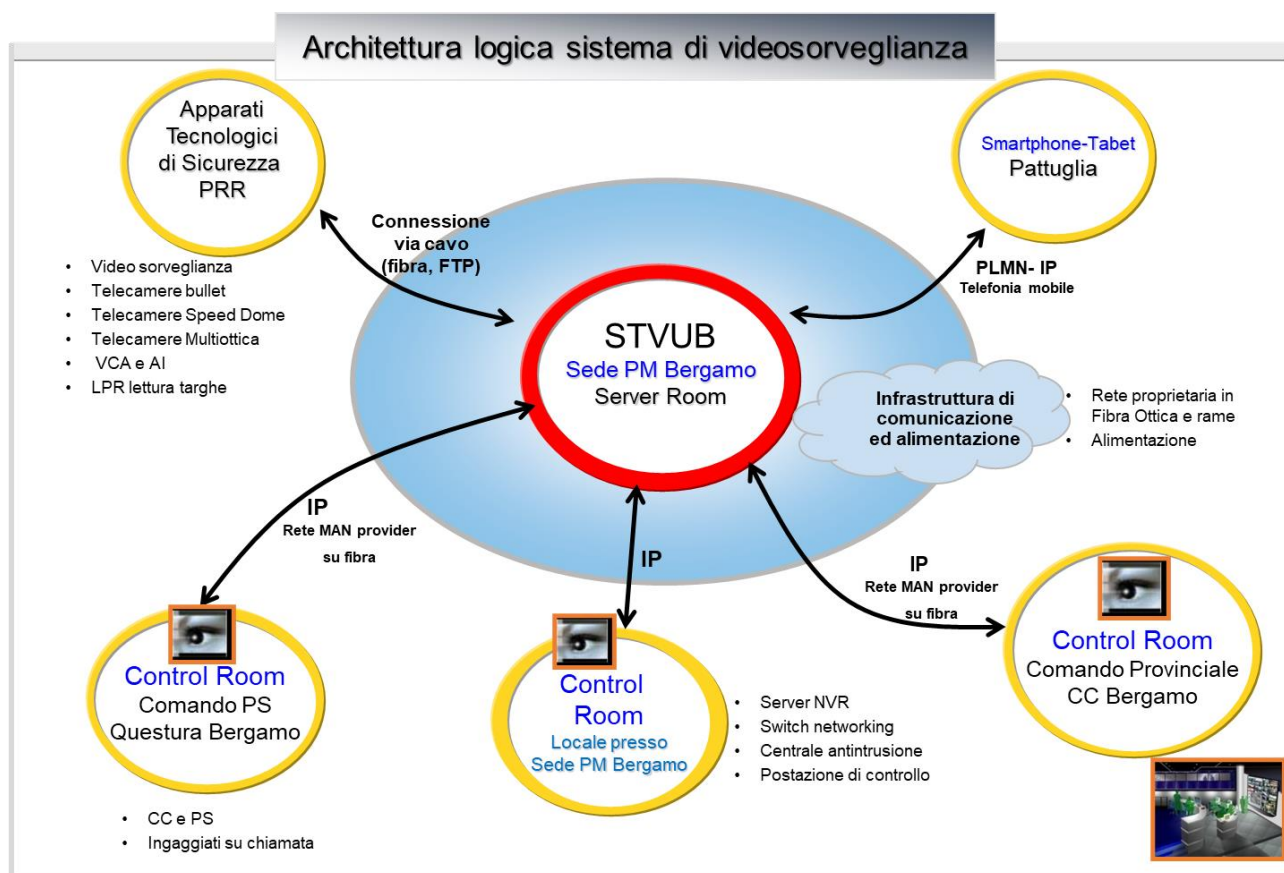 Architettura logica sistema di videosorveglianza
Apparati
Tecnologici
di Sicurezza
PRR
Smartphone-Tabet
Pattuglia
Connessione
via cavo
(fibra, FTP)
PLMN- IP
Telefonia mobile
• Video sorveglianza
• Telecamere bullet
• Telecamere Speed Dome
• Telecamere Multiottica
• VCA e AI
• LPR lettura targhe
STVUB
Sede PM Bergamo
Server Room
Infrastruttura di
comunicazione
ed alimentazione
• Rete proprietaria in
Fibra Ottica e rame
• Alimentazione
IP
Rete MAN provider
su fibra
IP
IP
Rete MAN provider
su fibra
Control Room
Comando PS
Questura Bergamo
Control
Room
Locale presso
Sede PM Bergamo
• Server NVR
• Switch networking
• Centrale antintrusione
• Postazione di controllo
Control Room
Comando Provinciale
CC Bergamo
• CC e PS
• Ingaggiati su chiamata